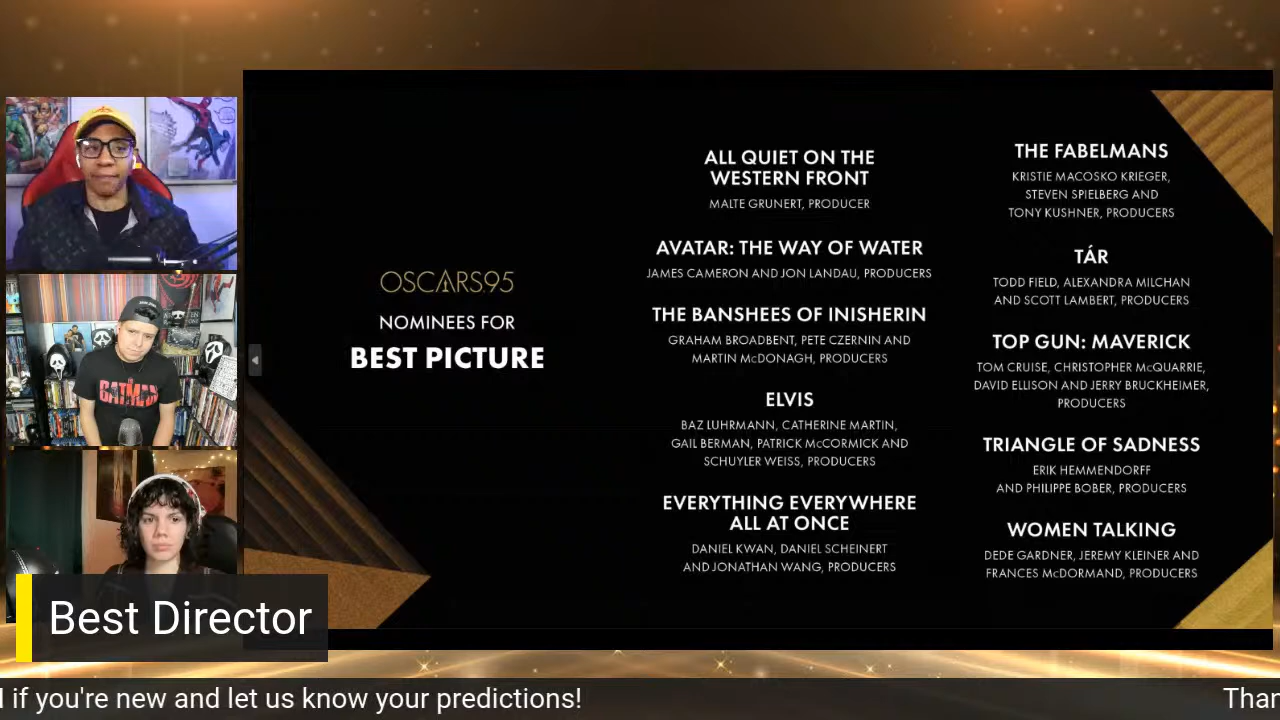 OSCARS95
NOMINEES FOR
BEST PICTURE
ALL QUIET ON THE
WESTERN FRONT
MALTE GRUNERT, PRODUCER
AVATAR: THE WAY OF WATER
JAMES CAMERON AND JON LANDAU, PRODUCERS
THE BANSHEES OF INISHERIN
GRAHAM BROADBENT, PETE CZERNIN AND
MARTIN McDONAGH, PRODUCERS
ELVIS
BAZ LUHRMANN, CATHERINE MARTIN,
GAIL BERMAN, PATRICK McCORMICK AND
SCHUYLER WEISS, PRODUCERS
EVERYTHING EVERYWHERE
ALL AT ONCE
DANIEL KWAN, DANIEL SCHEINERT
AND JONATHAN WANG, PRODUCERS
THE FABELMANS
KRISTIE MACOSKO KRIEGER,
STEVEN SPIELBERG AND
TONY KUSHNER, PRODUCERS
TÁR
TODD FIELD, ALEXANDRA MILCHAN
AND SCOTT LAMBERT, PRODUCERS
TOP GUN: MAVERICK
TOM CRUISE, CHRISTOPHER McQUARRIE,
DAVID ELLISON AND JERRY BRUCKHEIMER,
PRODUCERS
TRIANGLE OF SADNESS
ERIK HEMMENDORFF
AND PHILIPPE BOBER, PRODUCERS
WOMEN TALKING
DEDE GARDNER, JEREMY KLEINER AND
FRANCES McDORMAND, PRODUCERS
THE
BATMAN
Best Director
if you're new and let us know your predictions!
Than